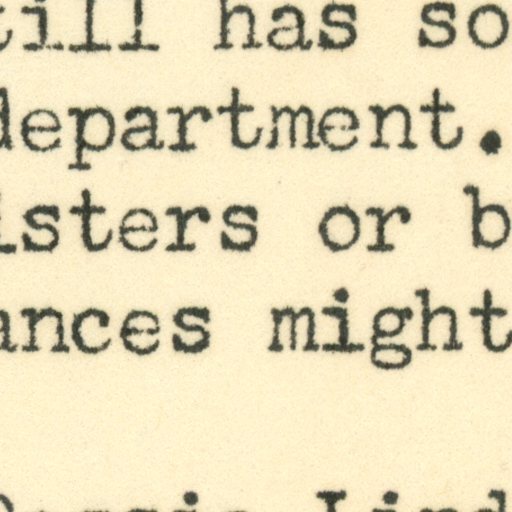 till has so
department.
isters or b
ances might